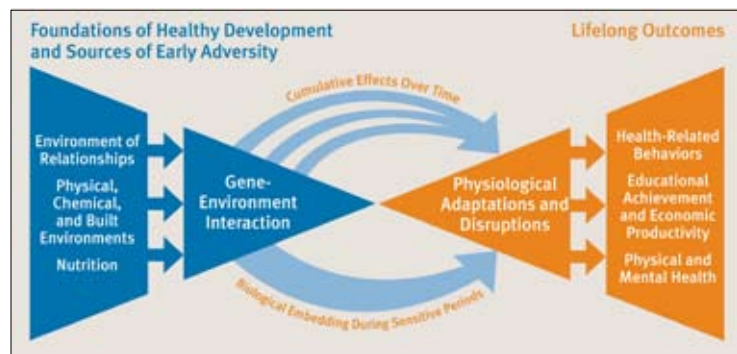 Foundations of Healthy Development
and Sources of Early Adversity
Lifelong Outcomes
Cumulative Effects Over Time
Environment of
Relationships
Physical,
Chemical,
and Built
Environments
Nutrition
Gene-
Environment
Interaction
Physiological
Adaptations and
Disruptions
Health-Related
Behaviors
Educational
Achievement
and Economic
Productivity
Physical and
Mental Health
Biological Embedding During Sensitive Periods